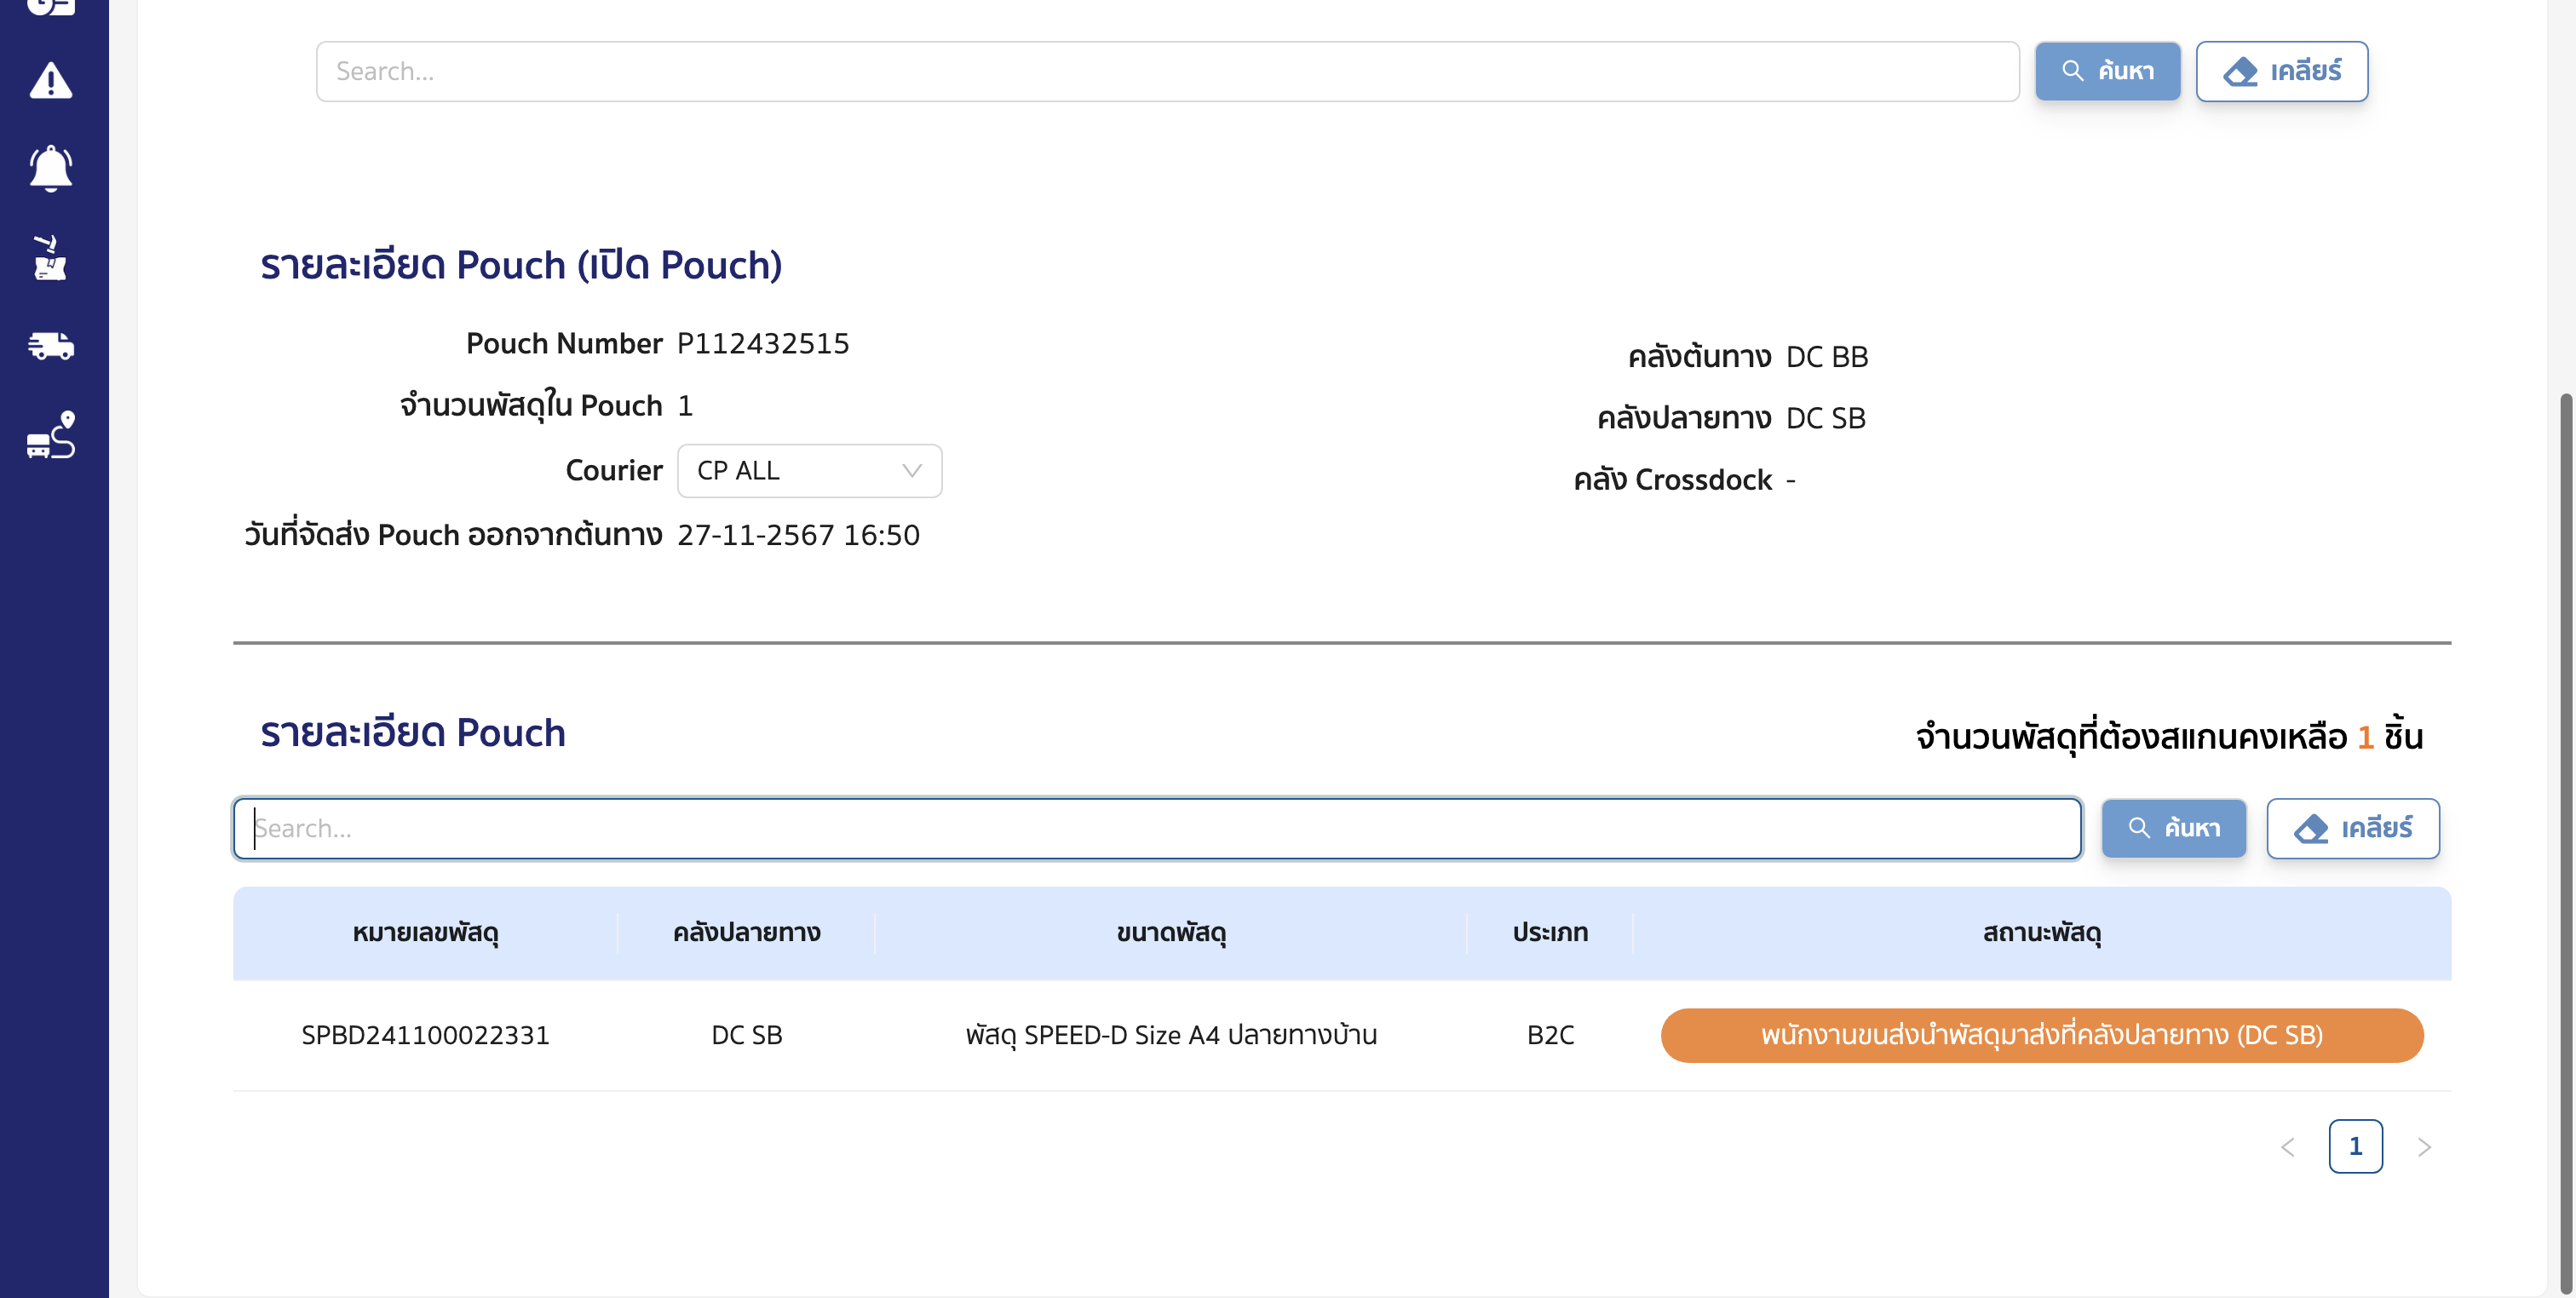 Search...
ค้นหา
เคลียร์
รายละเอียด Pouch (เปิด Pouch)
Pouch Number P112432515
จำนวนพัสดุใน Pouch 1
Courier CP ALL
วันที่จัดส่ง Pouch ออกจากต้นทาง 27-11-2567 16:50
คลังต้นทาง DC BB
คลังปลายทาง DC SB
คลัง Crossdock -
รายละเอียด Pouch
จำนวนพัสดุที่ต้องสแกนคงเหลือ 1 ชิ้น
Search...
ค้นหา
เคลียร์
หมายเลขพัสดุ คลังปลายทาง ขนาดพัสดุ ประเภท สถานะพัสดุ
SPBD241100022331 DC SB พัสดุ SPEED-D Size A4 ปลายทางบ้าน B2C พนักงานขนส่งนำพัสดุมาส่งที่คลังปลายทาง (DC SB)
1